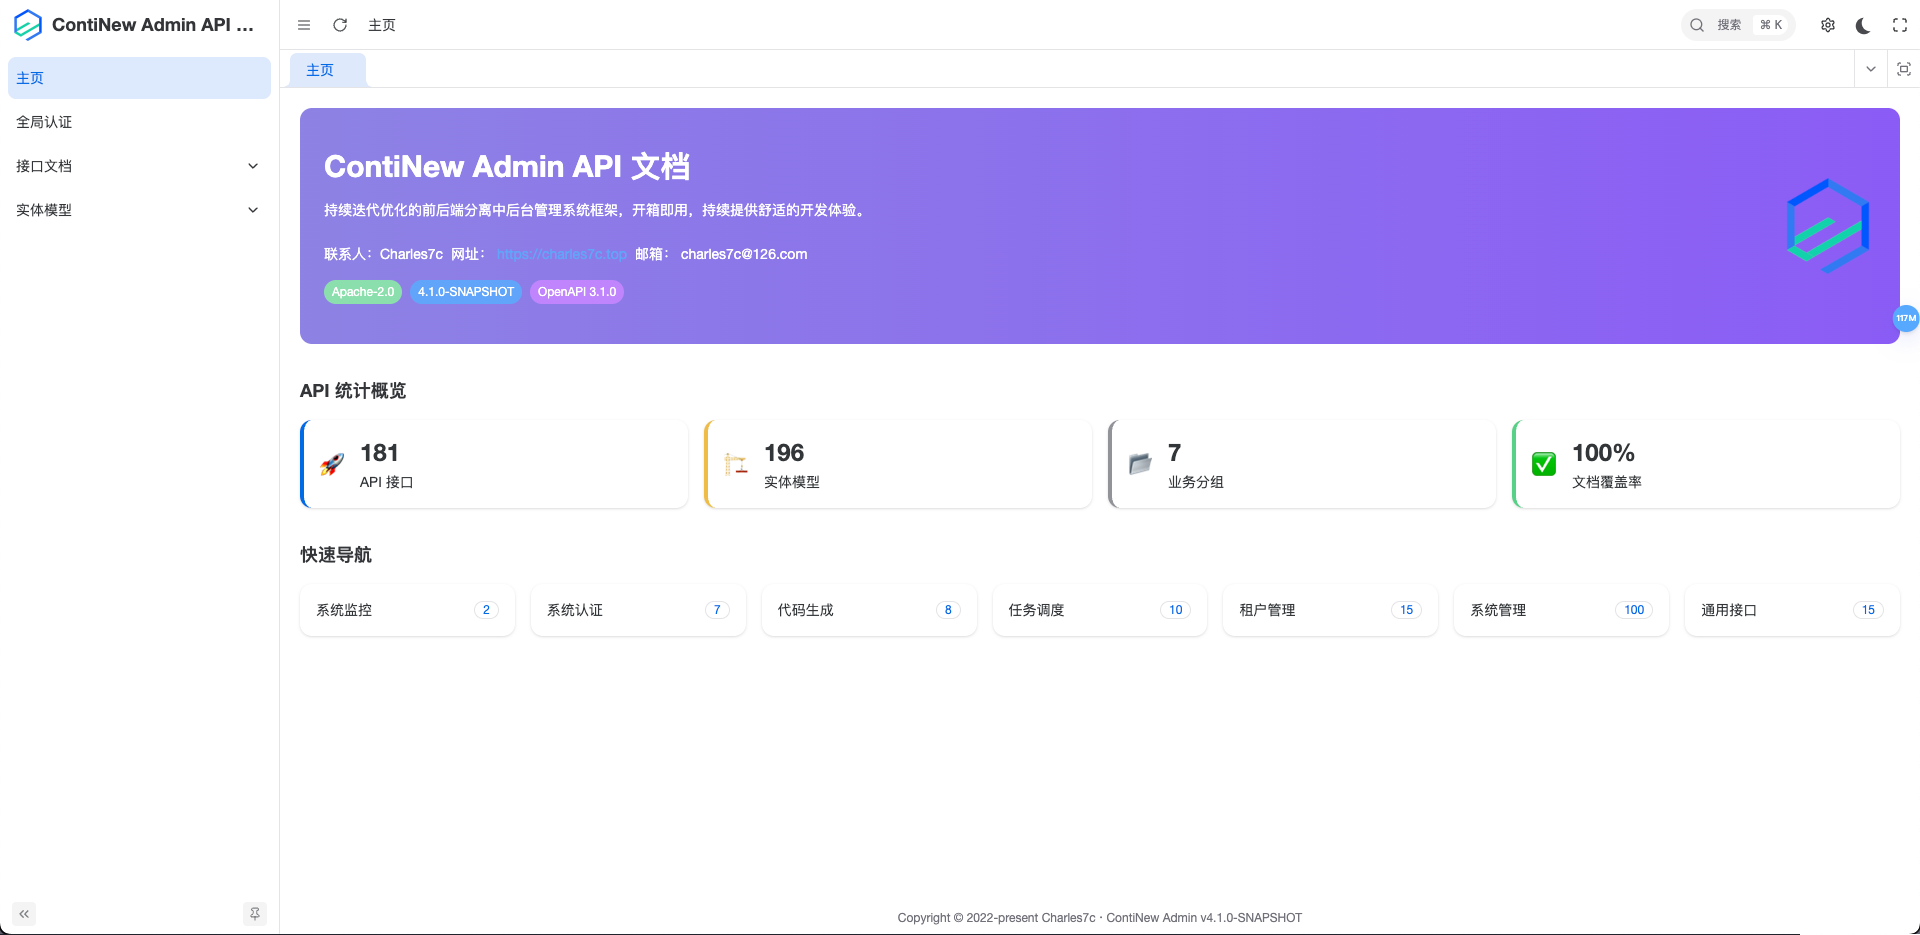 ContiNew Admin API ...
主页
搜索
⌘ K
主页
全局认证
接口文档
实体模型
主页
ContiNew Admin API 文档
持续迭代优化的前后端分离中后台管理系统框架，开箱即用，持续提供舒适的开发体验。
联系人：Charles7c 网址： https://charles7c.top 邮箱： charles7c@126.com
Apache-2.0 4.1.0-SNAPSHOT OpenAPI 3.1.0
117M
API 统计概览
181
API 接口
196
实体模型
7
业务分组
100%
文档覆盖率
快速导航
系统监控 2
系统认证 7
代码生成 8
任务调度 10
租户管理 15
系统管理 100
通用接口 15
Copyright © 2022-present Charles7c · ContiNew Admin v4.1.0-SNAPSHOT